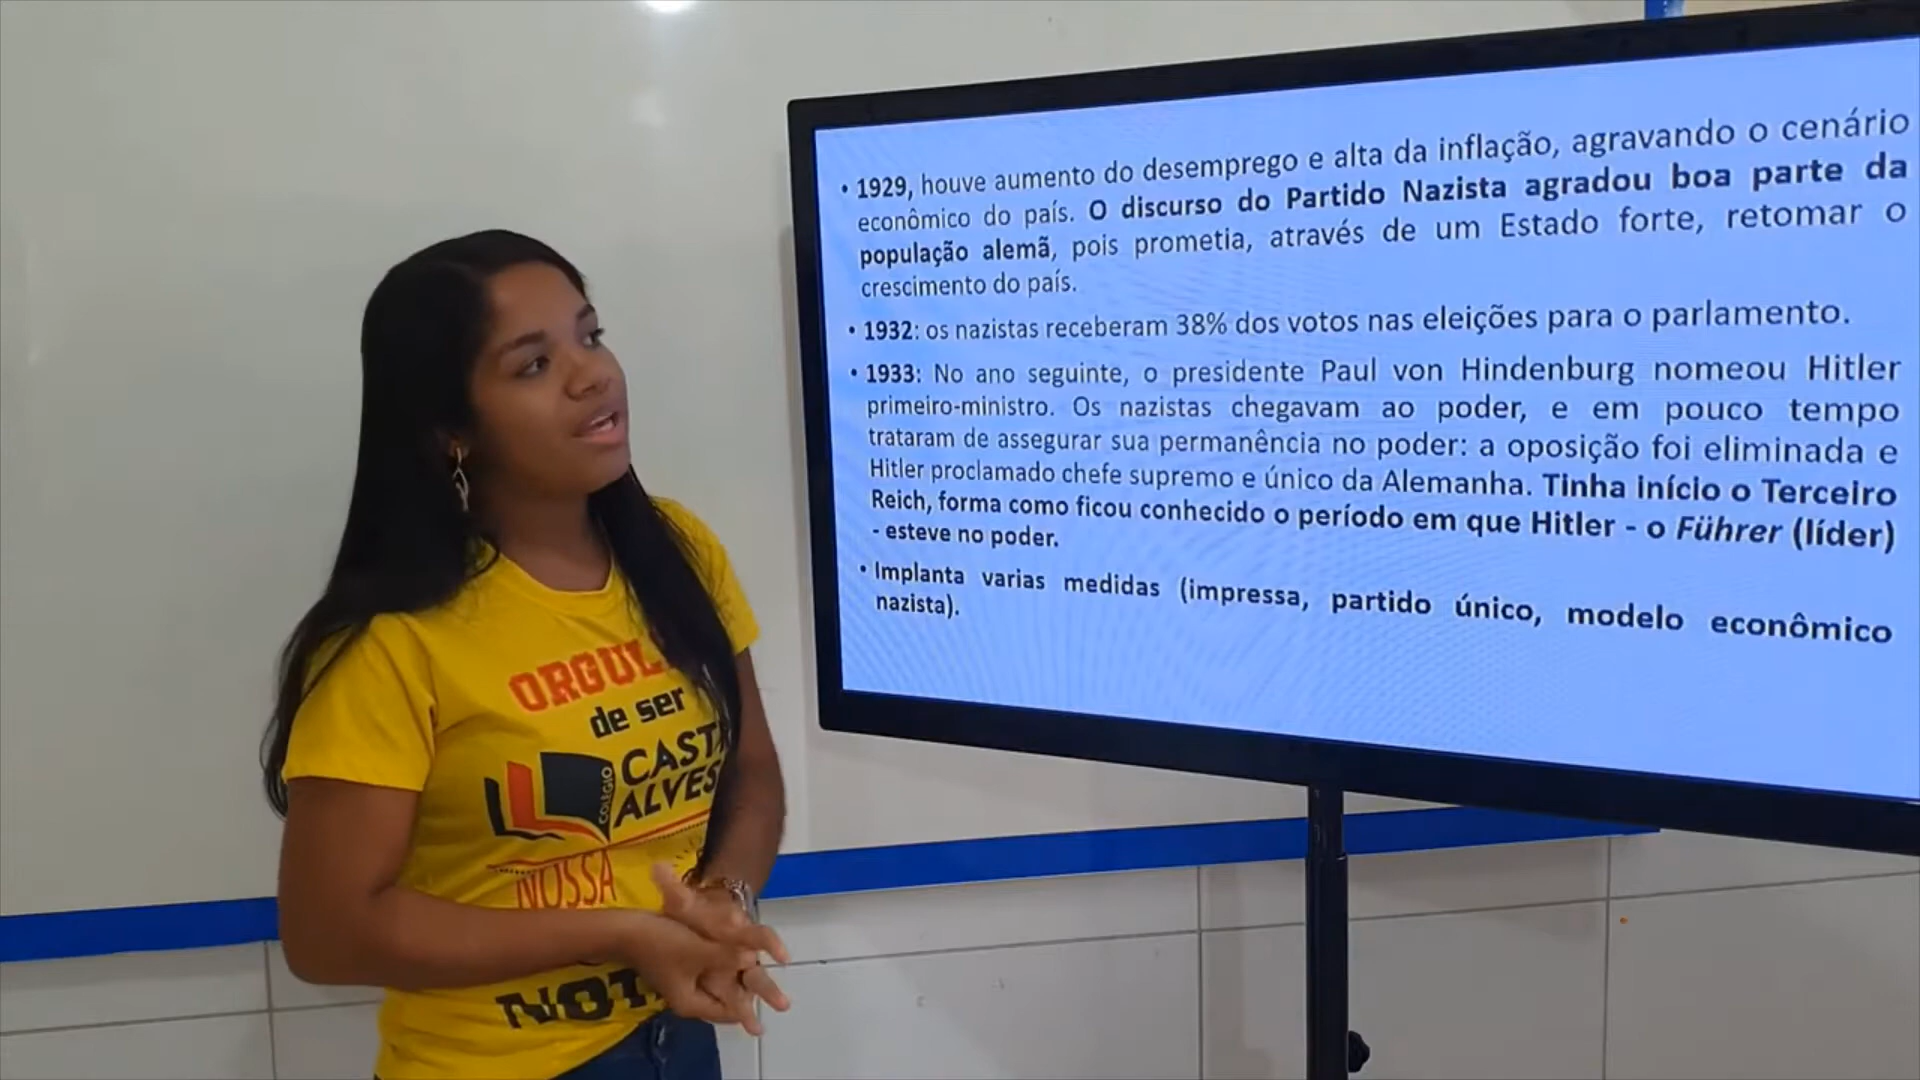 • 1929, houve aumento do desemprego e alta da inflação, agravando o cenário
econômico do país. O discurso do Partido Nazista agradou boa parte da
população alemã, pois prometia, através de um Estado forte, retomar o
crescimento do país.
• 1932: os nazistas receberam 38% dos votos nas eleições para o parlamento.
• 1933: No ano seguinte, o presidente Paul von Hindenburg nomeou Hitler
primeiro-ministro. Os nazistas chegavam ao poder, e em pouco tempo
trataram de assegurar sua permanência no poder: a oposição foi eliminada e
Hitler proclamado chefe supremo e único da Alemanha. Tinha início o Terceiro
Reich, forma como ficou conhecido o período em que Hitler - o Führer (líder)
- esteve no poder.
• Implanta varias medidas (impressa, partido único, modelo econômico
nazista).
ORGUL
de ser
COLÉGIO
CAST
ALVES
NOSSA
NOT